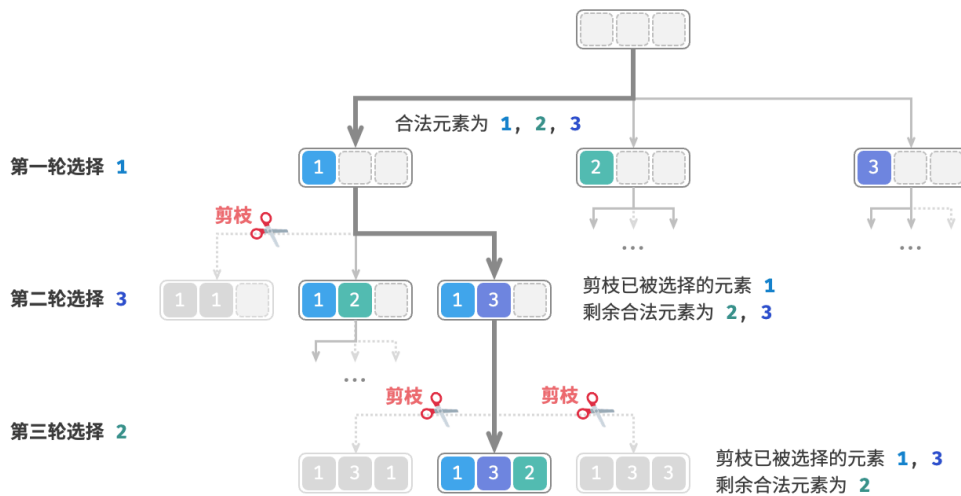 合法元素为 1, 2, 3
第一轮选择 1
1
2
3
剪枝
...
...
第二轮选择 3
1 1
1 2
1 3
剪枝已被选择的元素 1
剩余合法元素为 2, 3
...
剪枝
剪枝
第三轮选择 2
1 3 1
1 3 2
1 3 3
剪枝已被选择的元素 1, 3
剩余合法元素为 2